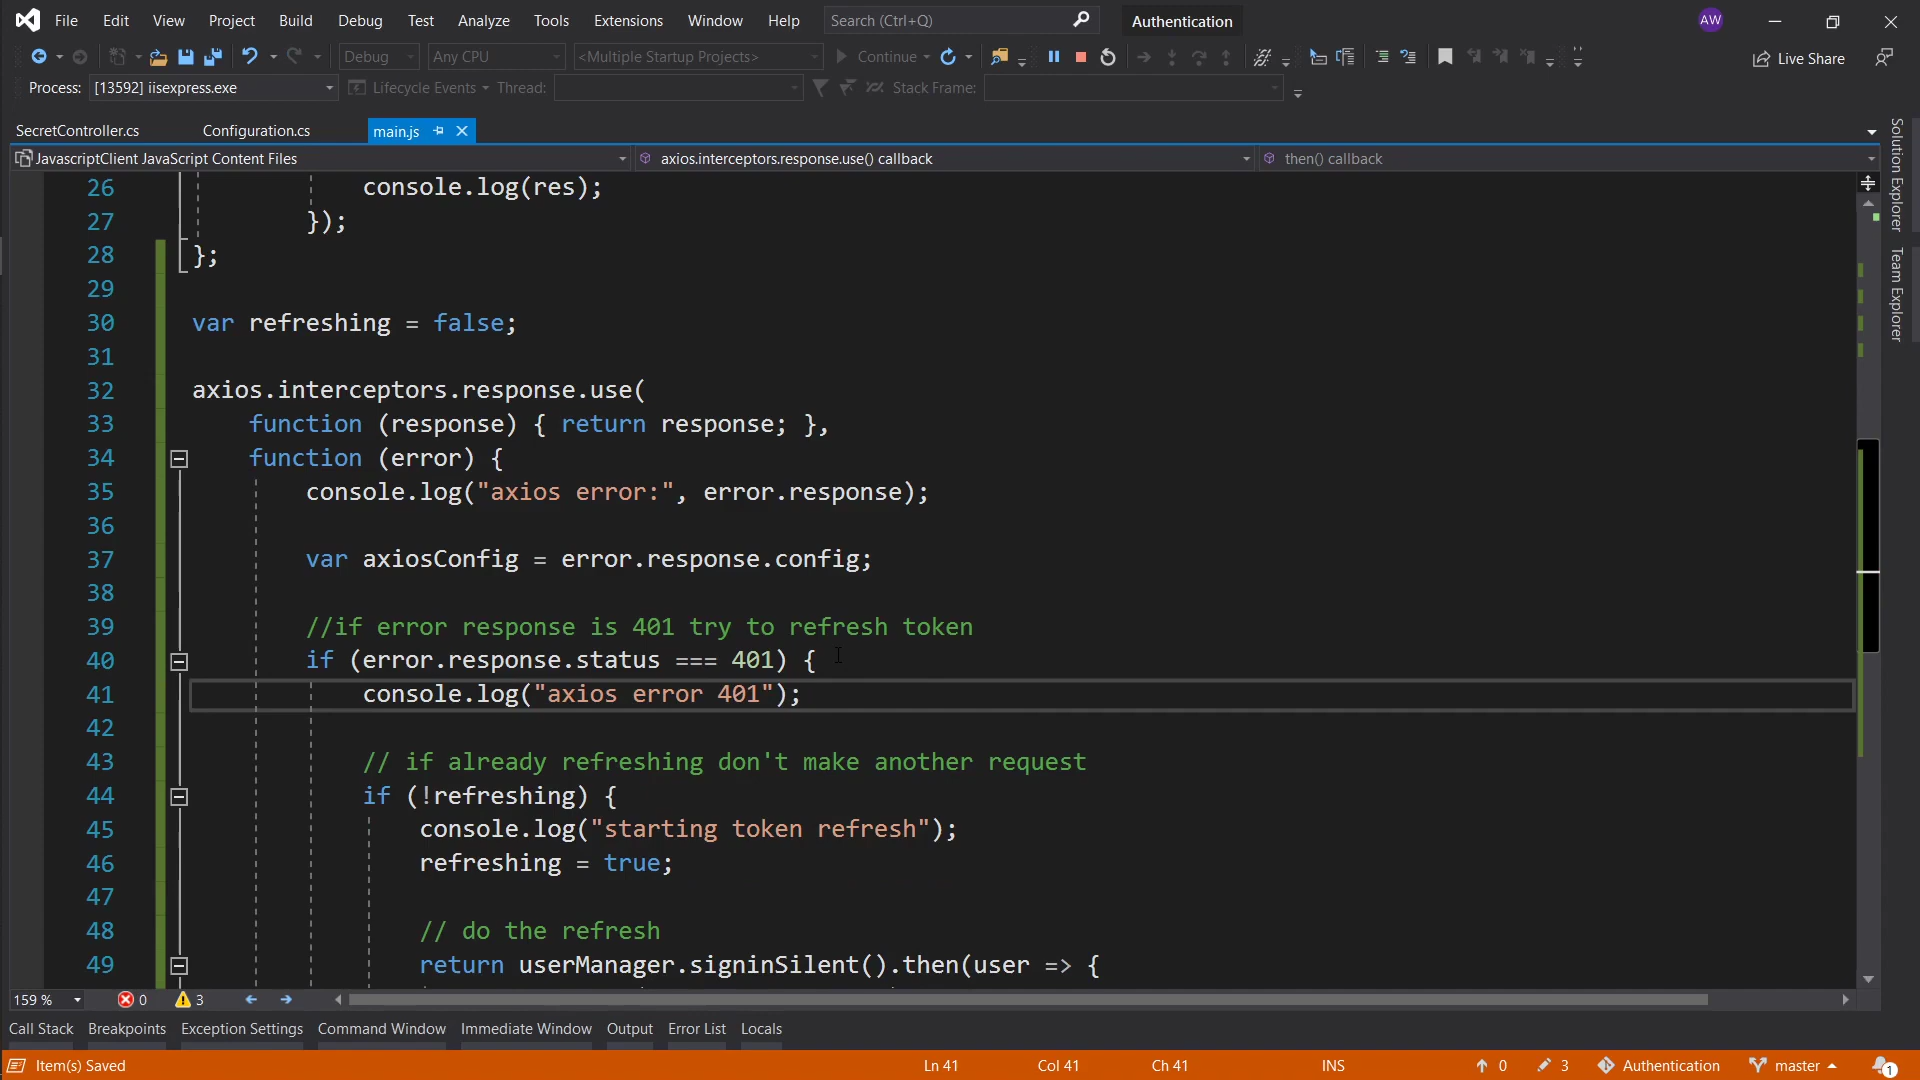 File Edit View Project Build Debug Test Analyze Tools Extensions Window Help Search (Ctrl+Q) Authentication AW
Debug Any CPU <Multiple Startup Projects> Continue Live Share
Process: [13592] iisexpress.exe Lifecycle Events Thread: Stack Frame:
SecretController.cs Configuration.cs main.js
JavascriptClient JavaScript Content Files axios.interceptors.response.use() callback then() callback
Solution Explorer
Team Explorer
26 console.log(res);
27 });
28 };
29
30 var refreshing = false;
31
32 axios.interceptors.response.use(
33 function (response) { return response; },
34 function (error) {
35 console.log("axios error:", error.response);
36
37 var axiosConfig = error.response.config;
38
39 //if error response is 401 try to refresh token
40 if (error.response.status === 401) {
41 console.log("axios error 401");
42
43 // if already refreshing don't make another request
44 if (!refreshing) {
45 console.log("starting token refresh");
46 refreshing = true;
47
48 // do the refresh
49 return userManager.signinSilent().then(user => {
159 % 0 3
Call Stack Breakpoints Exception Settings Command Window Immediate Window Output Error List Locals
Item(s) Saved Ln 41 Col 41 Ch 41 INS 0 3 Authentication master 1